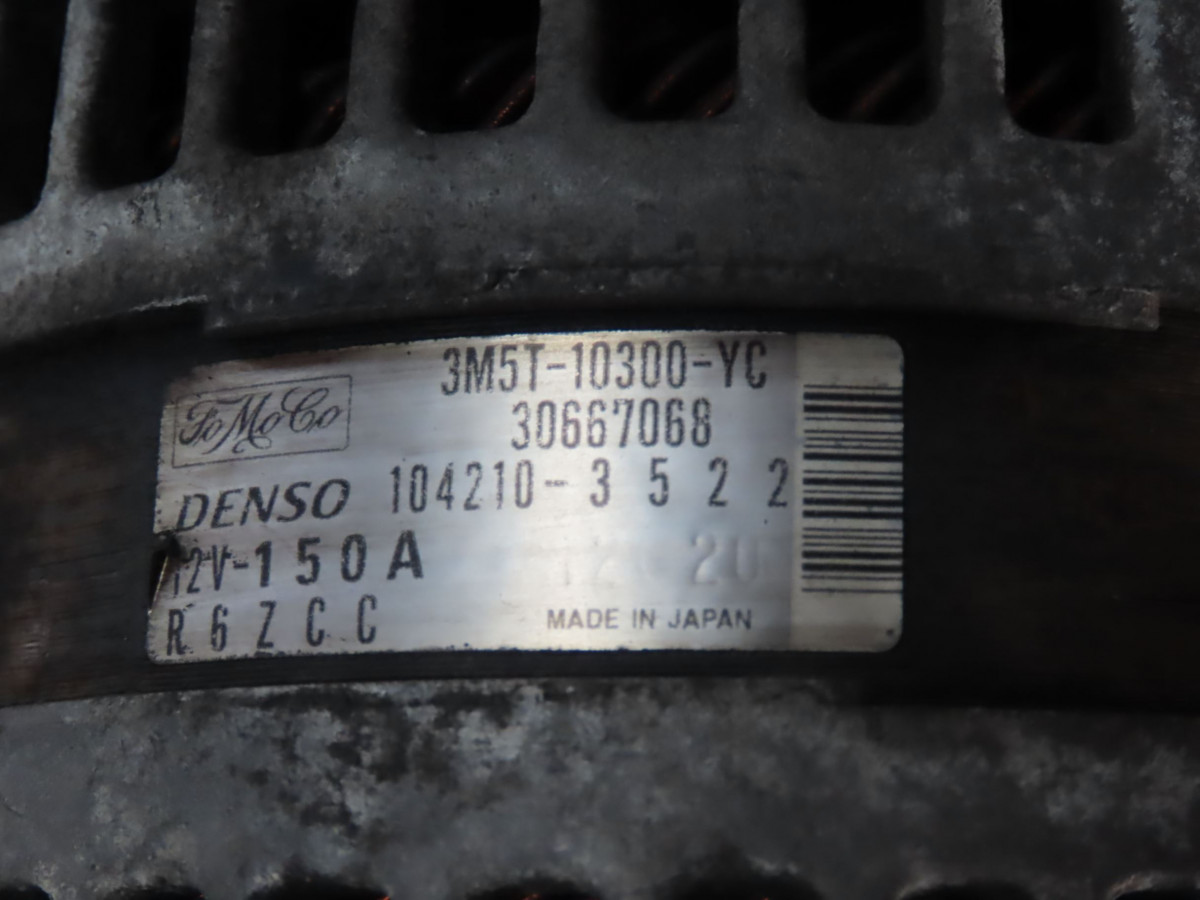 3M5T-10300-YC
FoMoCo
30667068
DENSO 104210-3522
12V-150A
R6ZCC
MADE IN JAPAN